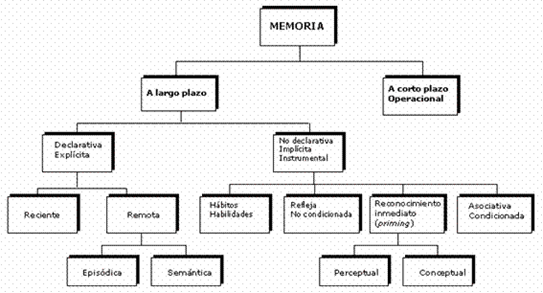 MEMORIA
A largo plazo
A corto plazo
Operacional
Declarativa
Explícita
No declarativa
Implícita
Instrumental
Reciente
Remota
Hábitos
Habilidades
Refleja
No condicionada
Reconocimiento
inmediato
(priming)
Asociativa
Condicionada
Episódica
Semántica
Perceptual
Conceptual